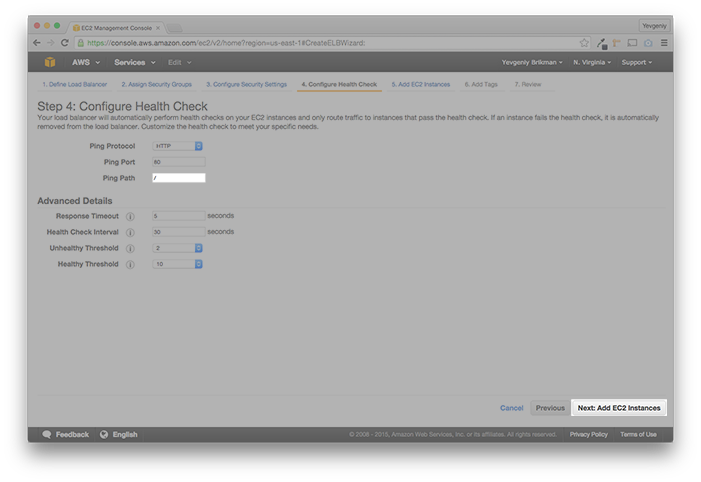 EC2 Management Console
Yevgeniy
https://console.aws.amazon.com/ec2/v2/home?region=us-east-1#CreateELBWizard:
AWS Services Edit Yevgeniy Brikman N. Virginia Support
1. Define Load Balancer 2. Assign Security Groups 3. Configure Security Settings 4. Configure Health Check 5. Add EC2 Instances 6. Add Tags 7. Review
Step 4: Configure Health Check
Your load balancer will automatically perform health checks on your EC2 instances and only route traffic to instances that pass the health check. If an instance fails the health check, it is automatically
removed from the load balancer. Customize the health check to meet your specific needs.
Ping Protocol HTTP
Ping Port 80
Ping Path /
Advanced Details
Response Timeout 5 seconds
Health Check Interval 30 seconds
Unhealthy Threshold 2
Healthy Threshold 10
Cancel Previous Next: Add EC2 Instances
Feedback English © 2008 - 2015, Amazon Web Services, Inc. or its affiliates. All rights reserved. Privacy Policy Terms of Use